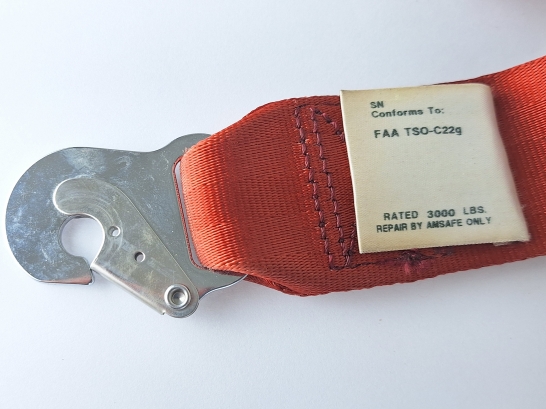 SN
Conforms To:
FAA TSO-C22g
RATED 3000 LBS.
REPAIR BY AMSAFE ONLY